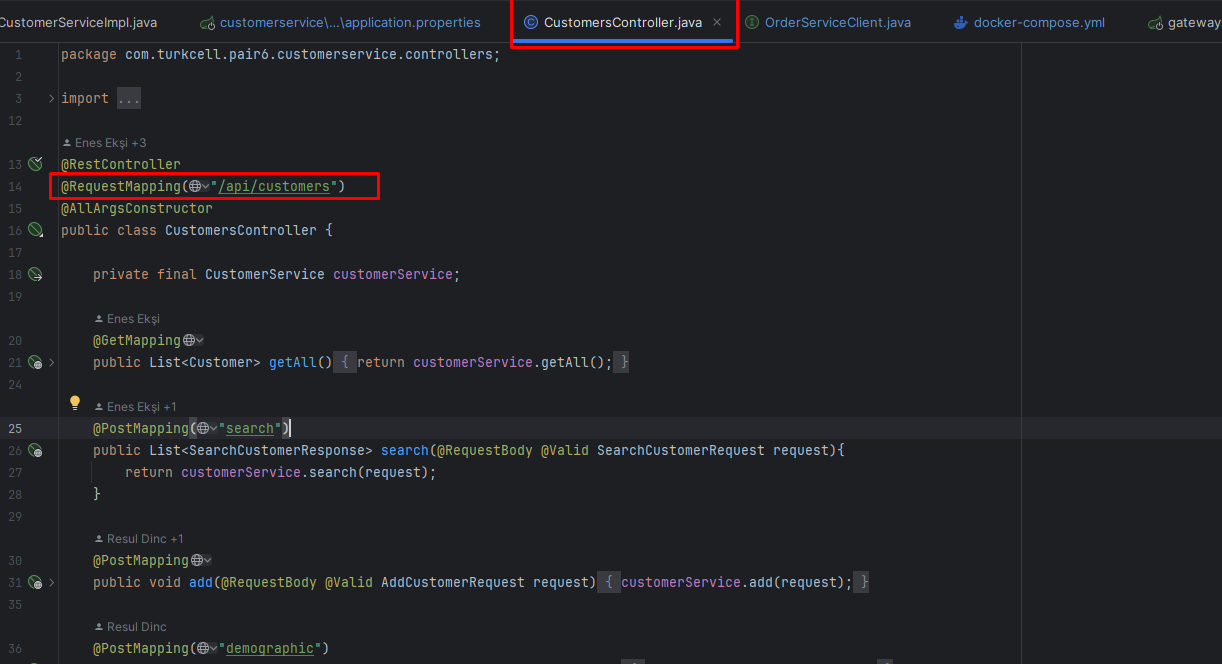 CustomerServiceImpl.java customerservice\...\application.properties CustomersController.java × OrderServiceClient.java docker-compose.yml gateway
1 package com.turkcell.pair6.customerservice.controllers;
2
3 import ...
12
Enes Ekşi +3
13 @RestController
14 @RequestMapping("/api/customers")
15 @AllArgsConstructor
16 public class CustomersController {
17
18 private final CustomerService customerService;
19
Enes Ekşi
20 @GetMapping
21 public List<Customer> getAll() { return customerService.getAll(); }
24
Enes Ekşi +1
25 @PostMapping("search")
26 public List<SearchCustomerResponse> search(@RequestBody @Valid SearchCustomerRequest request){
27 return customerService.search(request);
28 }
29
Resul Dinc +1
30 @PostMapping
31 public void add(@RequestBody @Valid AddCustomerRequest request) { customerService.add(request); }
35
Resul Dinc
36 @PostMapping("demographic")